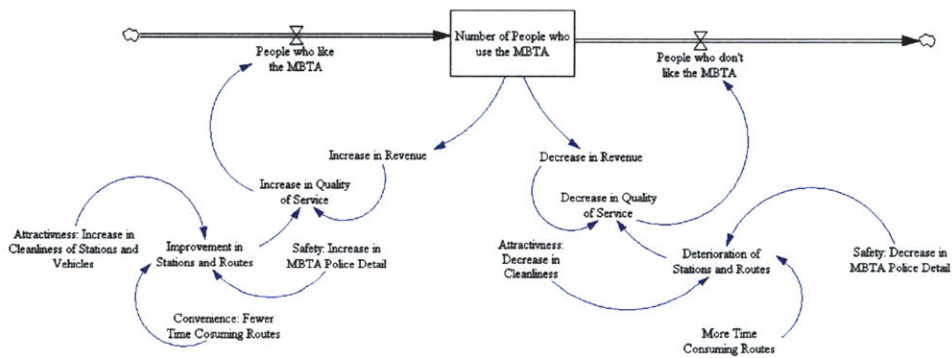 Number of People who
use the MBTA
People who like
the MBTA
People who don't
like the MBTA
Increase in Revenue
Decrease in Revenue
Increase in Quality
of Service
Decrease in Quality
of Service
Attractivness: Increase in
Cleanliness of Stations and
Vehicles
Improvement in
Stations and Routes
Safety: Increase in
MBTA Police Detail
Attractivness:
Decrease in
Cleanliness
Deterioration of
Stations and Routes
Safety: Decrease in
MBTA Police Detail
Convenience: Fewer
Time Cosuming Routes
More Time
Consuming Routes